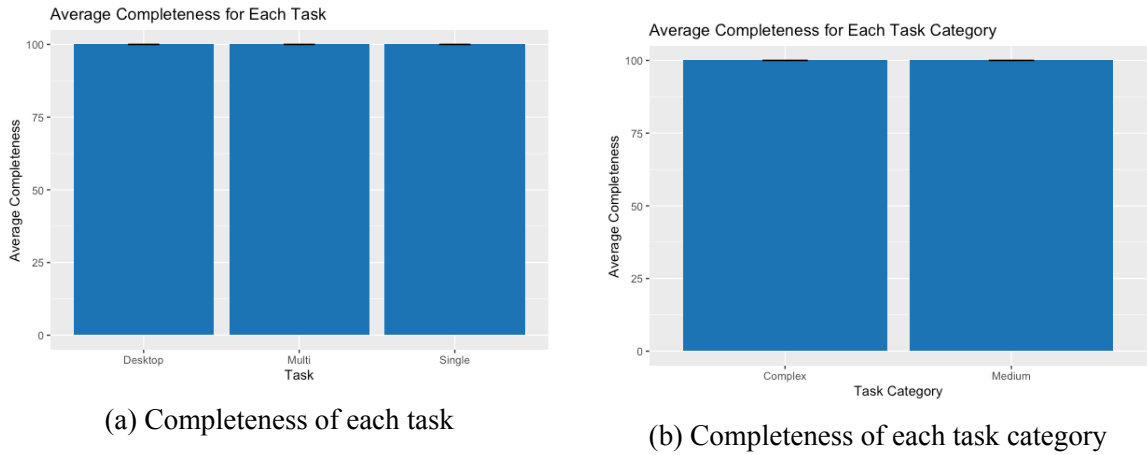 Average Completeness for Each Task
100
75
50
25
0
Average Completeness
Desktop Multi Single
Task
(a) Completeness of each task
Average Completeness for Each Task Category
100
75
50
25
0
Average Completeness
Complex Medium
Task Category
(b) Completeness of each task category